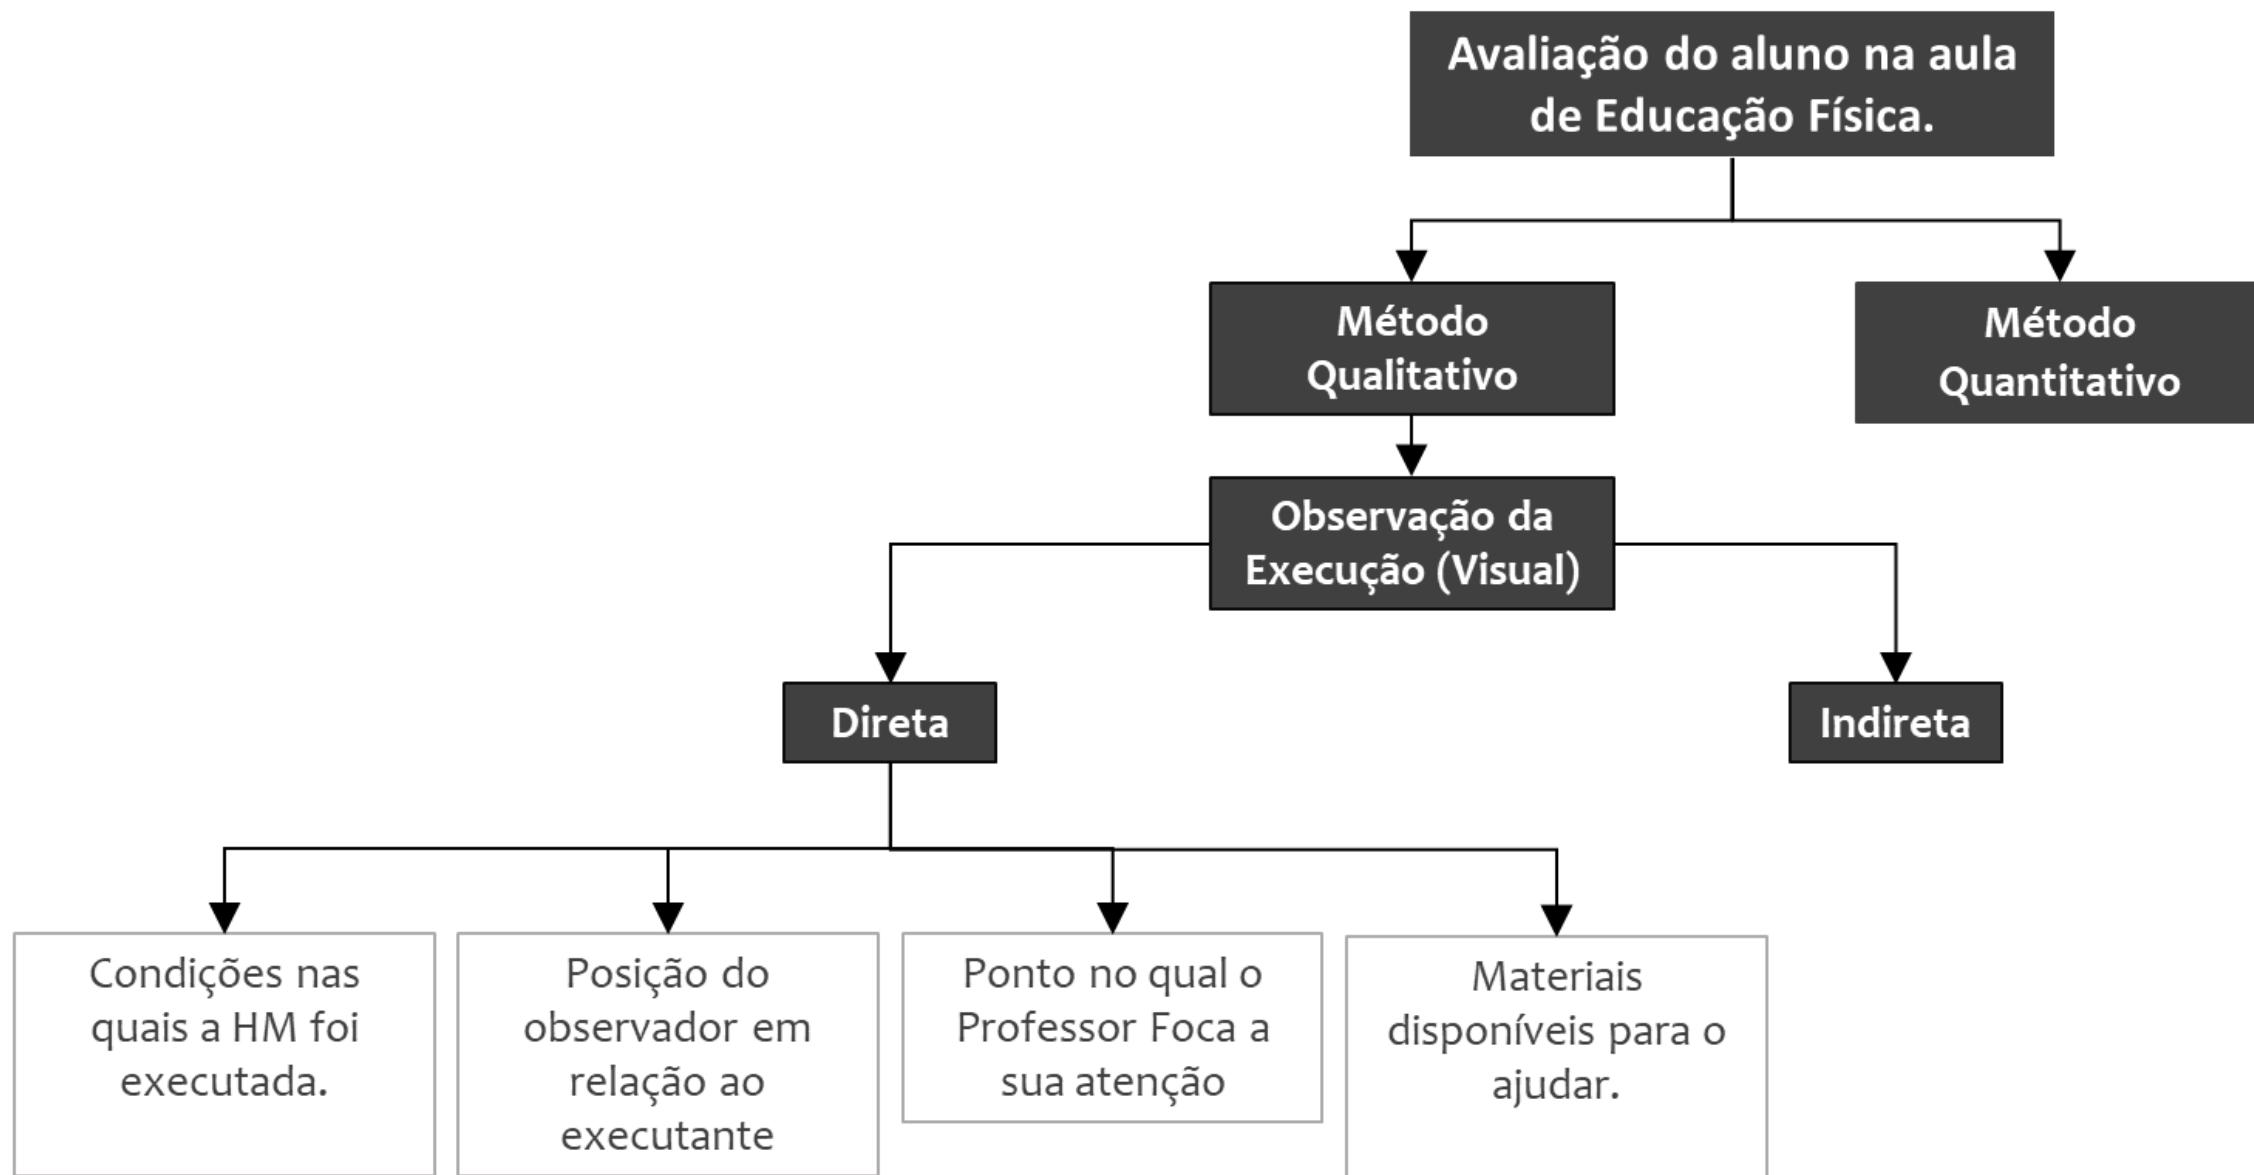 Avaliação do aluno na aula
de Educação Física.
Método
Qualitativo
Método
Quantitativo
Observação da
Execução (Visual)
Direta
Indireta
Condições nas
quais a HM foi
executada.
Posição do
observador em
relação ao
executante
Ponto no qual o
Professor Foca a
sua atenção
Materiais
disponíveis para o
ajudar.